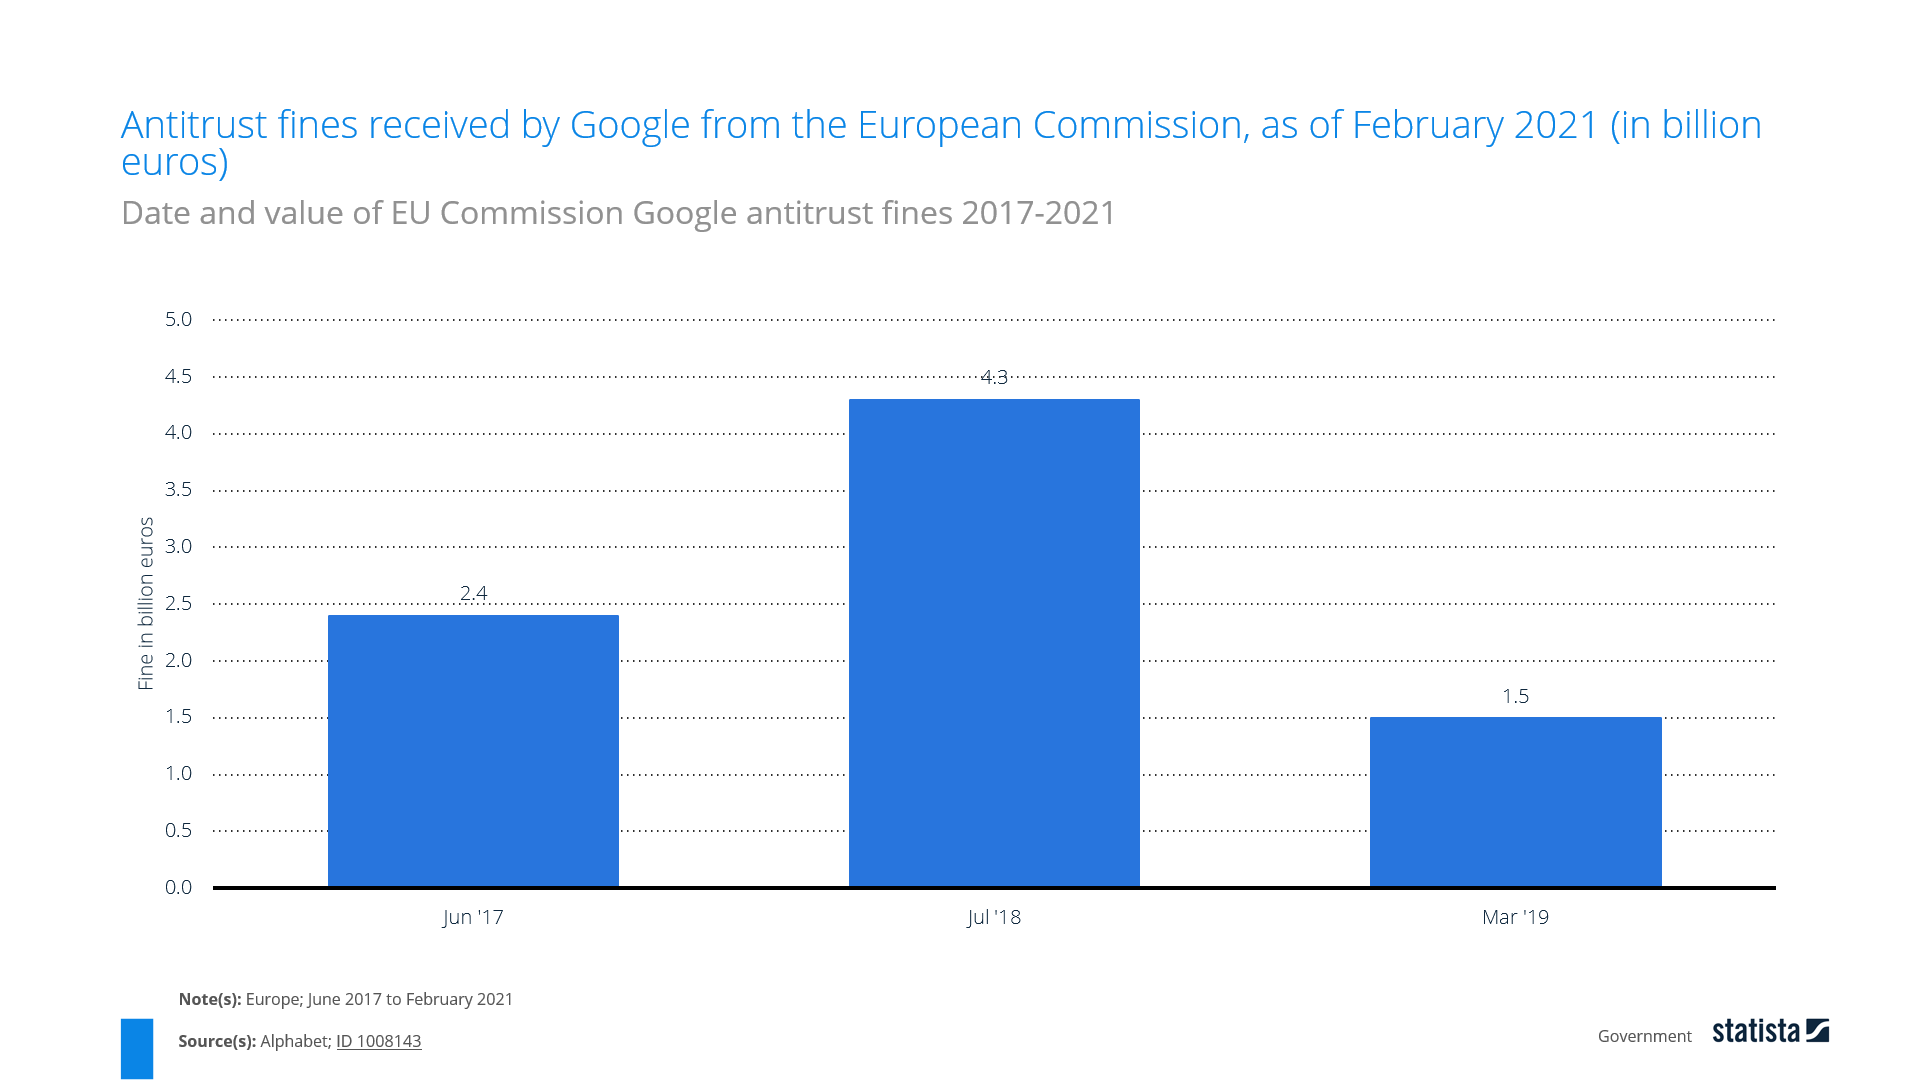 Antitrust fines received by Google from the European Commission, as of February 2021 (in billion
euros)
Date and value of EU Commission Google antitrust fines 2017-2021
Fine in billion euros
5.0
4.5
4.0
3.5
3.0
2.5
2.0
1.5
1.0
0.5
0.0
2.4
4.3
1.5
Jun '17
Jul '18
Mar '19
Note(s): Europe; June 2017 to February 2021
Source(s): Alphabet; ID 1008143
Government
statista